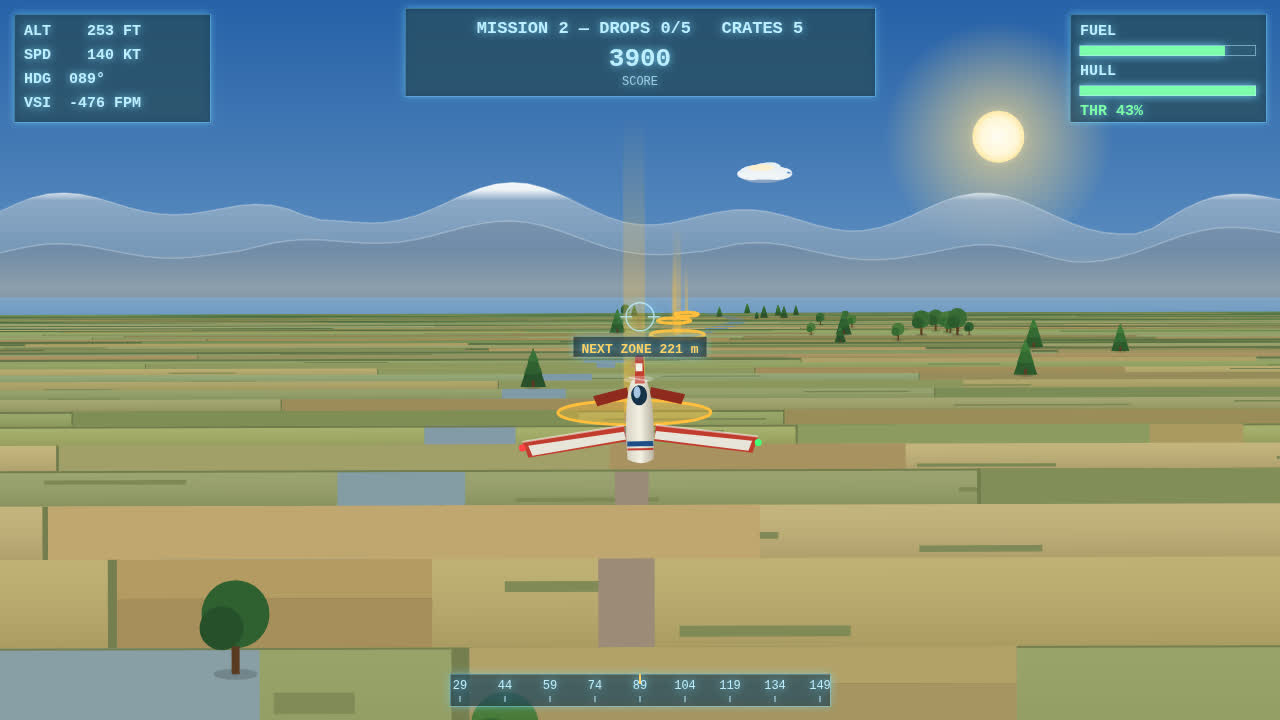 ALT 253 FT
SPD 140 KT
HDG 089°
VSI -476 FPM
MISSION 2 — DROPS 0/5 CRATES 5
3900
SCORE
FUEL
HULL
THR 43%
NEXT ZONE 221 m
29 44 59 74 89 104 119 134 149